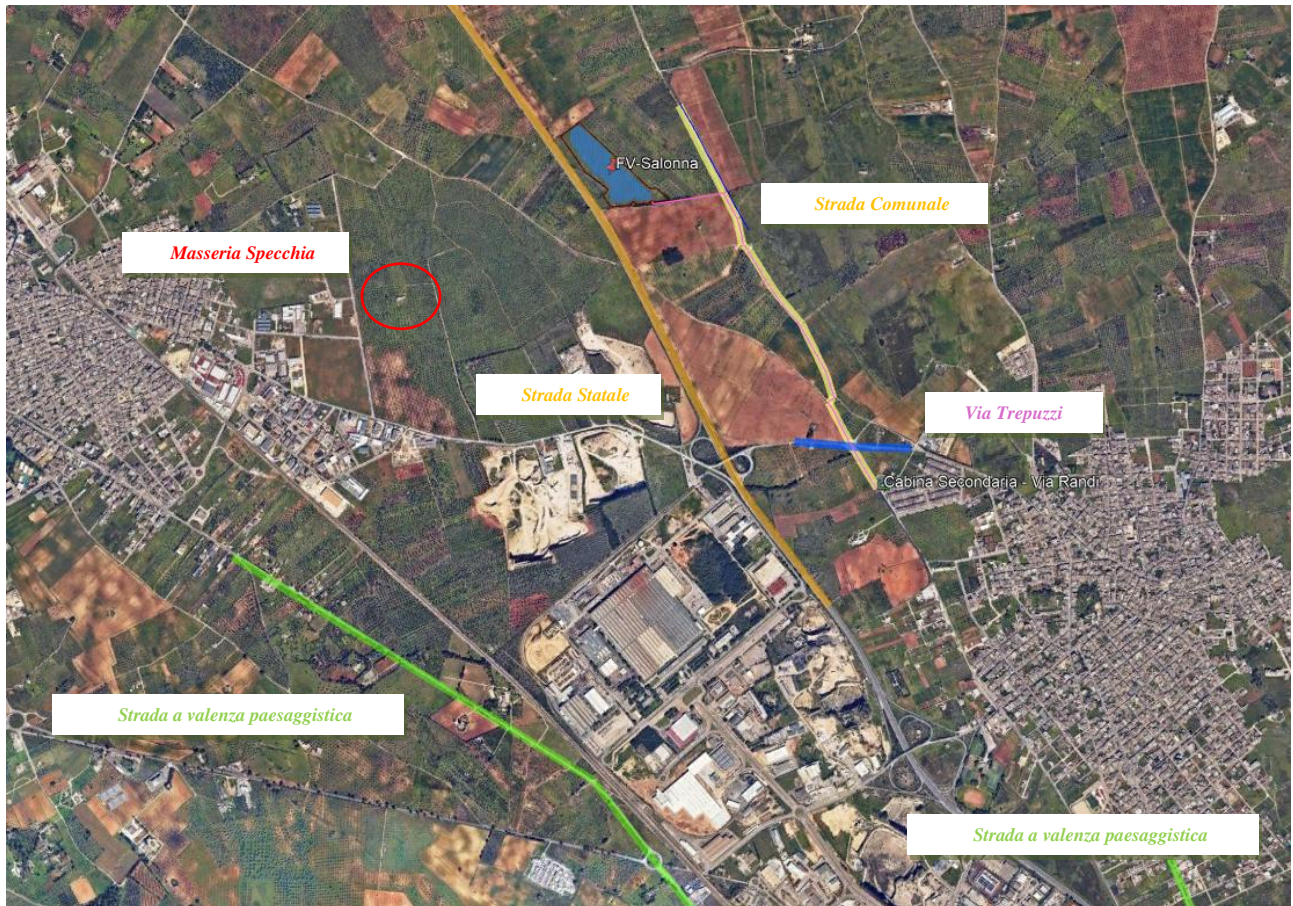 FV-Salonna
Strada Comunale
Masseria Specchia
Strada Statale
Via Trepuzzi
Cabina Secondaria - Via Randi
Strada a valenza paesaggistica
Strada a valenza paesaggistica